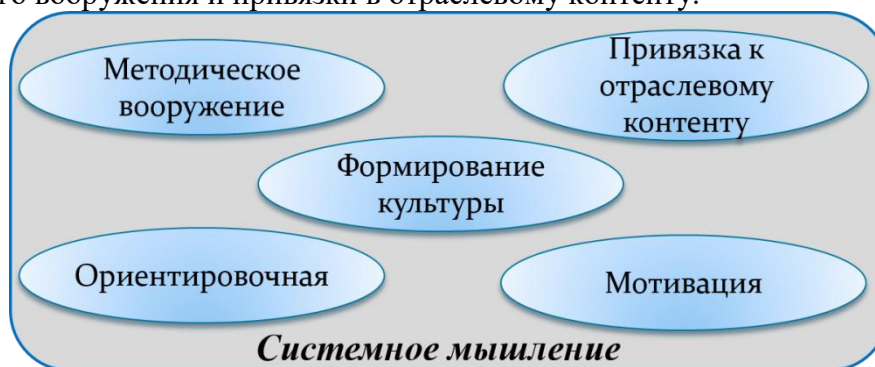 го вооружения и привязки в отраслевому контенту.
Методическое
вооружение
Привязка к
отраслевому
контенту
Формирование
культуры
Ориентировочная
Мотивация
Системное мышление